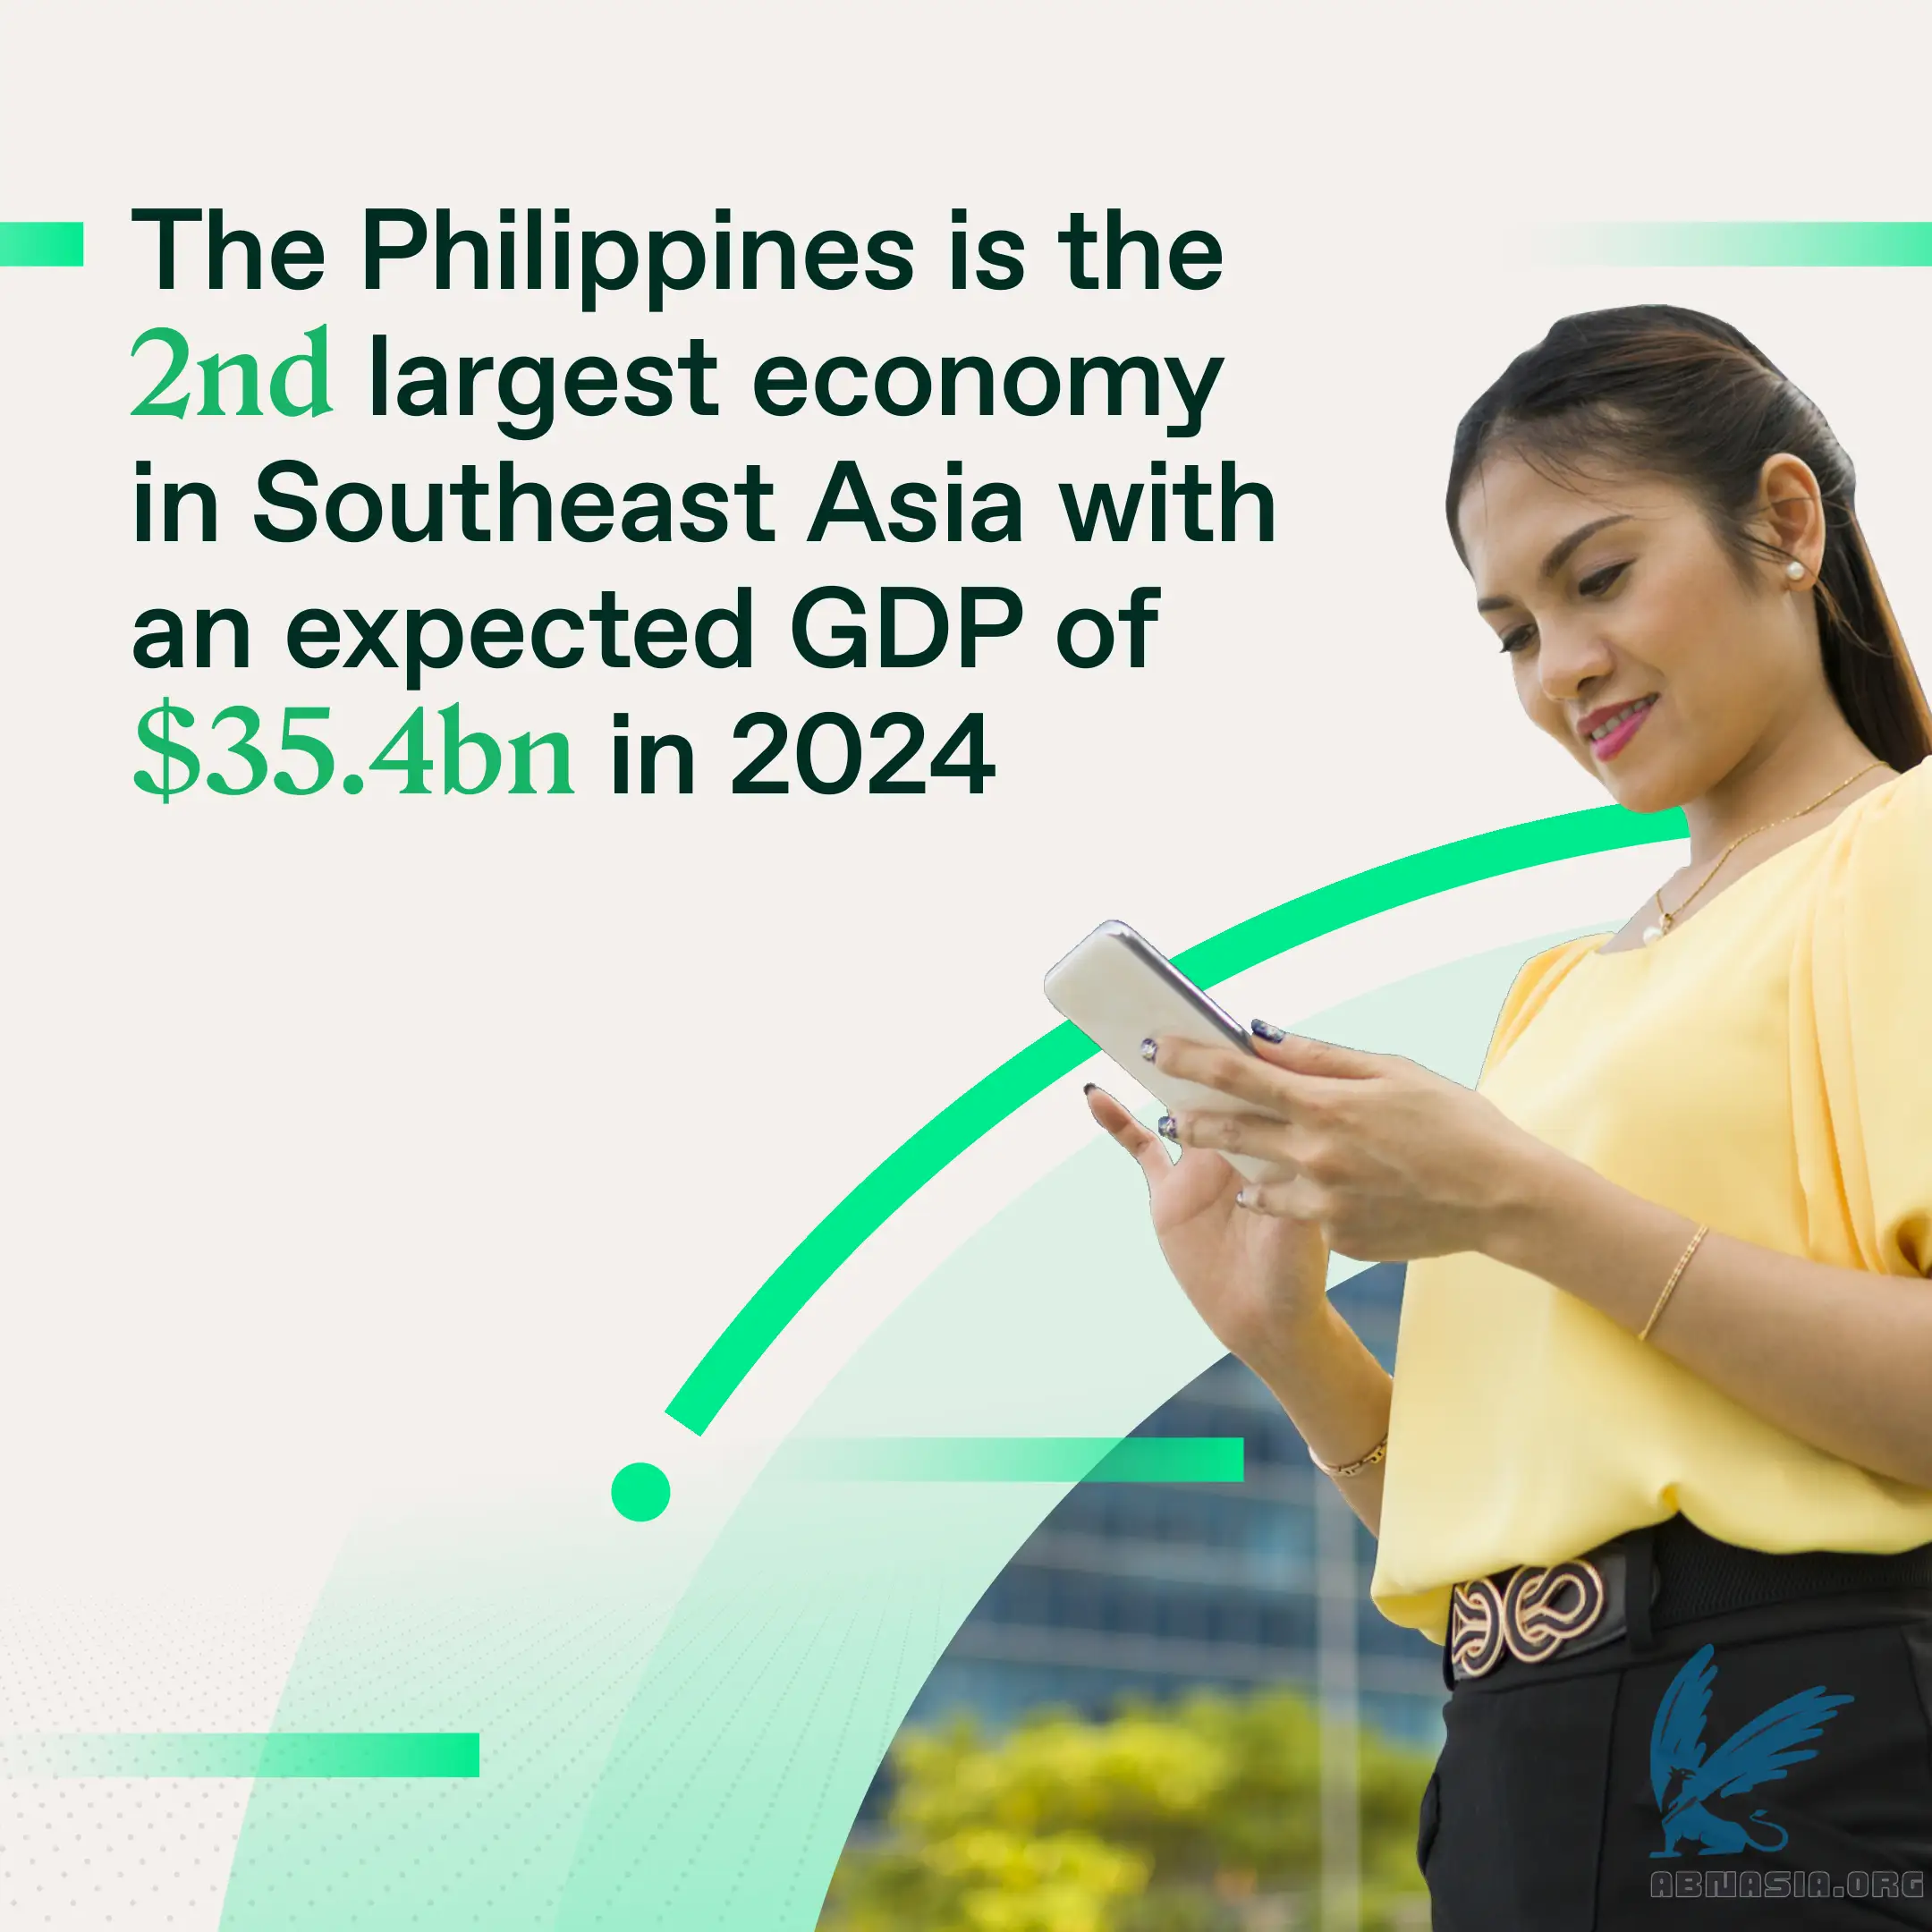 The Philippines is the
2nd largest economy
in Southeast Asia with
an expected GDP of
$35.4bn in 2024
ABNASIA.ORG